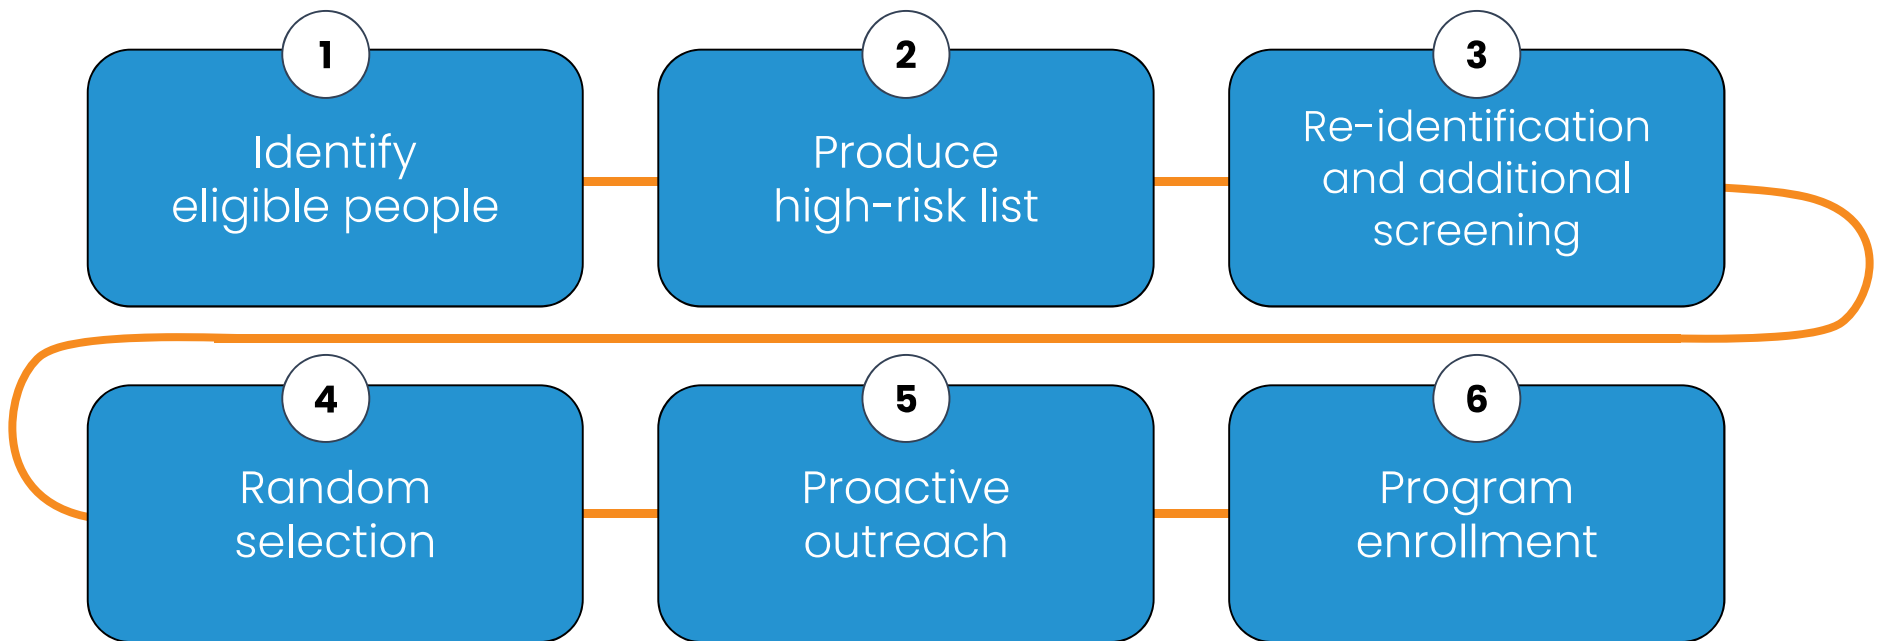 1
Identify
eligible people
2
Produce
high-risk list
3
Re-identification
and additional
screening
4
Random
selection
5
Proactive
outreach
6
Program
enrollment